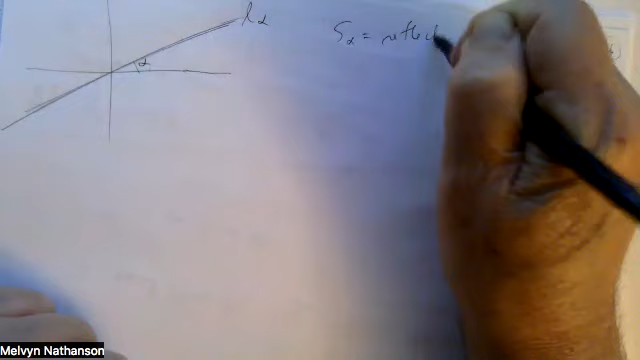 lα
α
Sα = reflec
Melvyn Nathanson